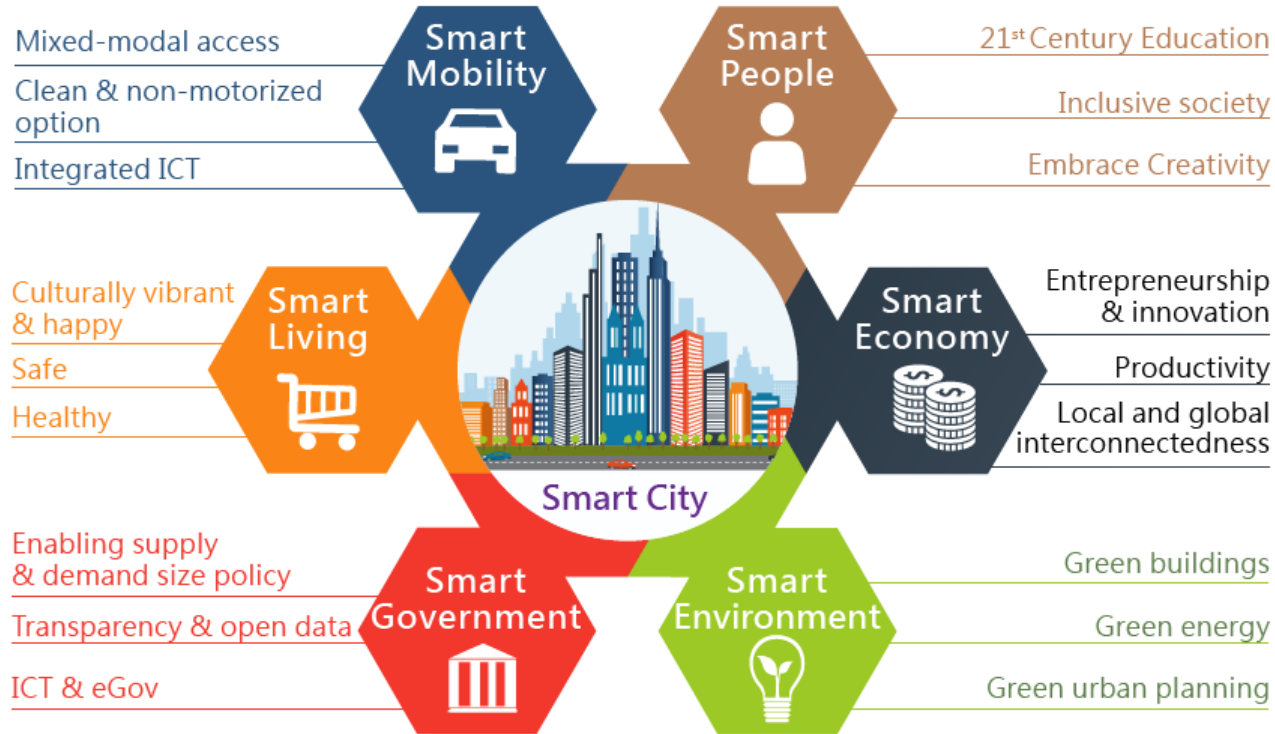 Smart
Mobility
Mixed-modal access
Clean & non-motorized
option
Integrated ICT
Smart
People
21st Century Education
Inclusive society
Embrace Creativity
Smart
Living
Culturally vibrant
& happy
Safe
Healthy
Smart
Economy
Entrepreneurship
& innovation
Productivity
Local and global
interconnectedness
Smart City
Smart
Government
Enabling supply
& demand size policy
Transparency & open data
ICT & eGov
Smart
Environment
Green buildings
Green energy
Green urban planning